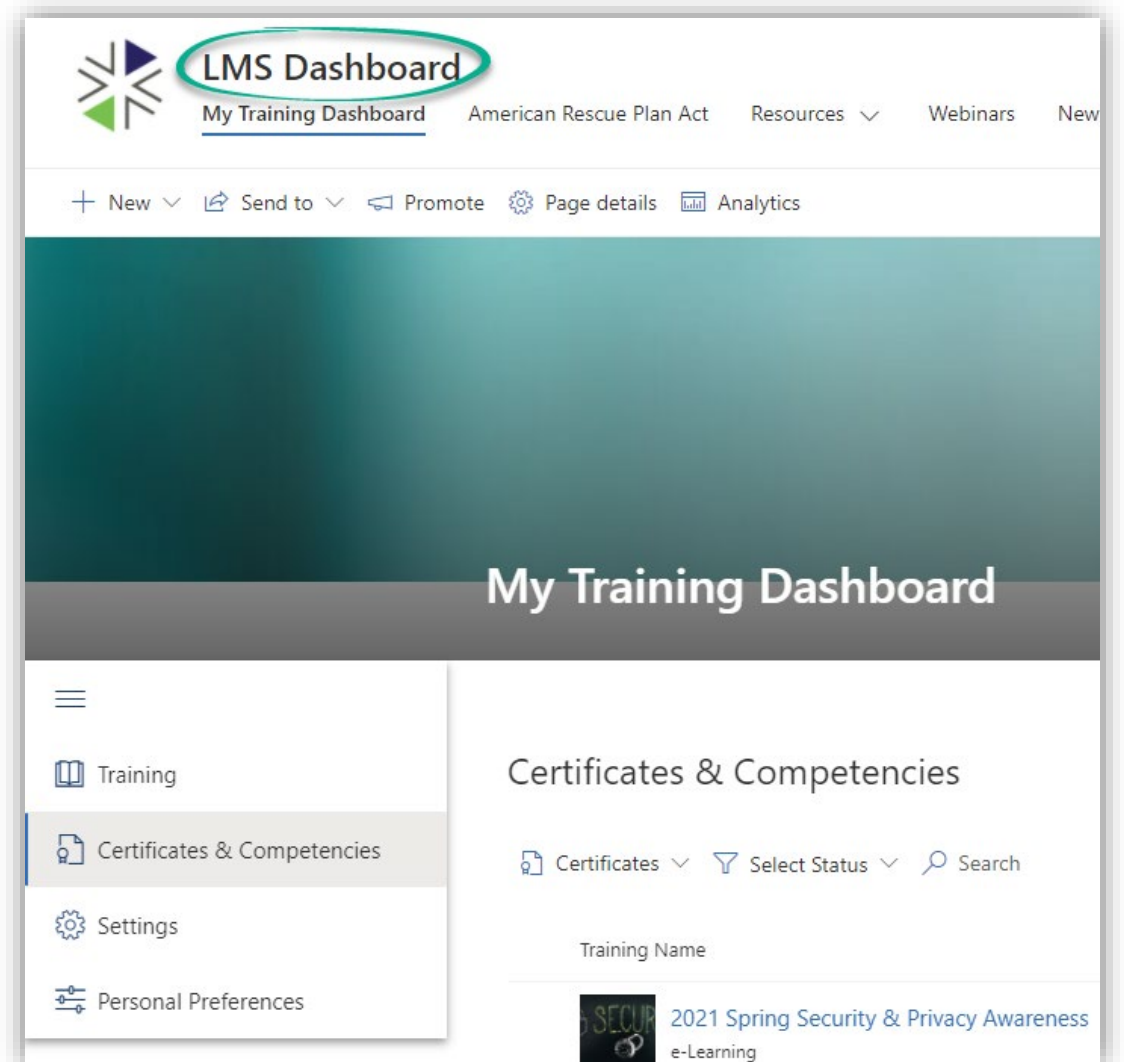 LMS Dashboard
My Training Dashboard American Rescue Plan Act Resources Webinars New
New Send to Promote Page details Analytics
My Training Dashboard
Training
Certificates & Competencies
Settings
Personal Preferences
Certificates & Competencies
Certificates Select Status Search
Training Name
2021 Spring Security & Privacy Awareness
e-Learning